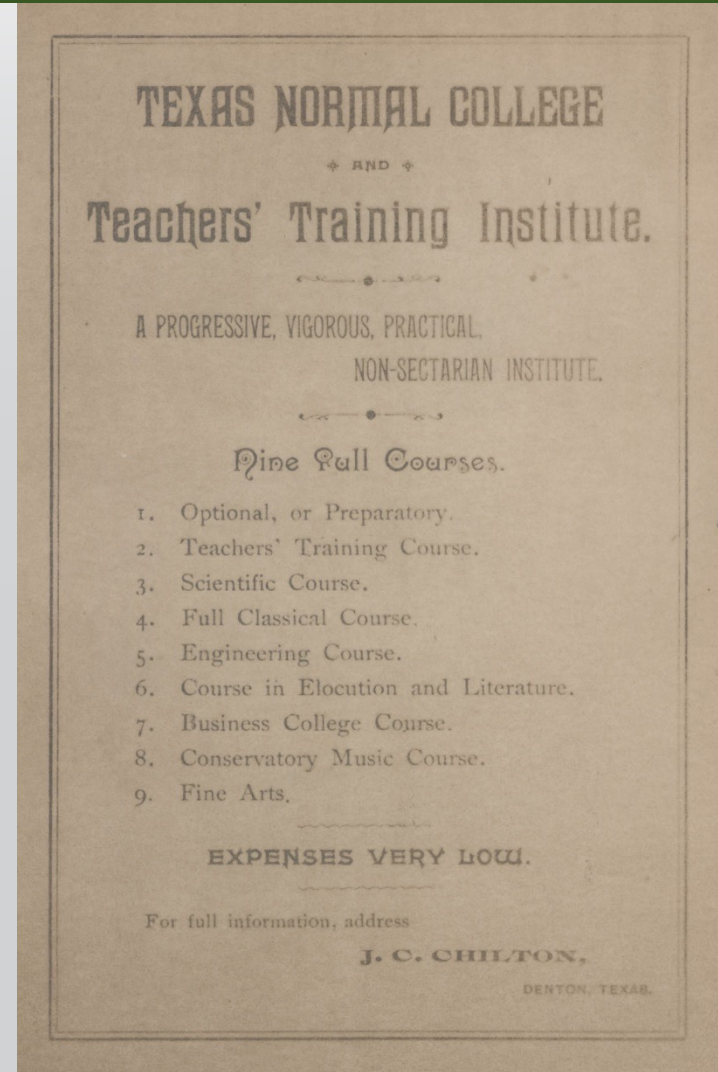 TEXAS NORMAL COLLEGE
AND
Teachers' Training Institute.
A PROGRESSIVE, VIGOROUS, PRACTICAL,
NON-SECTARIAN INSTITUTE.
Nine Full Courses.
1. Optional, or Preparatory.
2. Teachers' Training Course.
3. Scientific Course.
4. Full Classical Course.
5. Engineering Course.
6. Course in Elocution and Literature.
7. Business College Course.
8. Conservatory Music Course.
9. Fine Arts.
EXPENSES VERY LOW.
For full information, address
J. C. CHILTON,
DENTON, TEXAS.